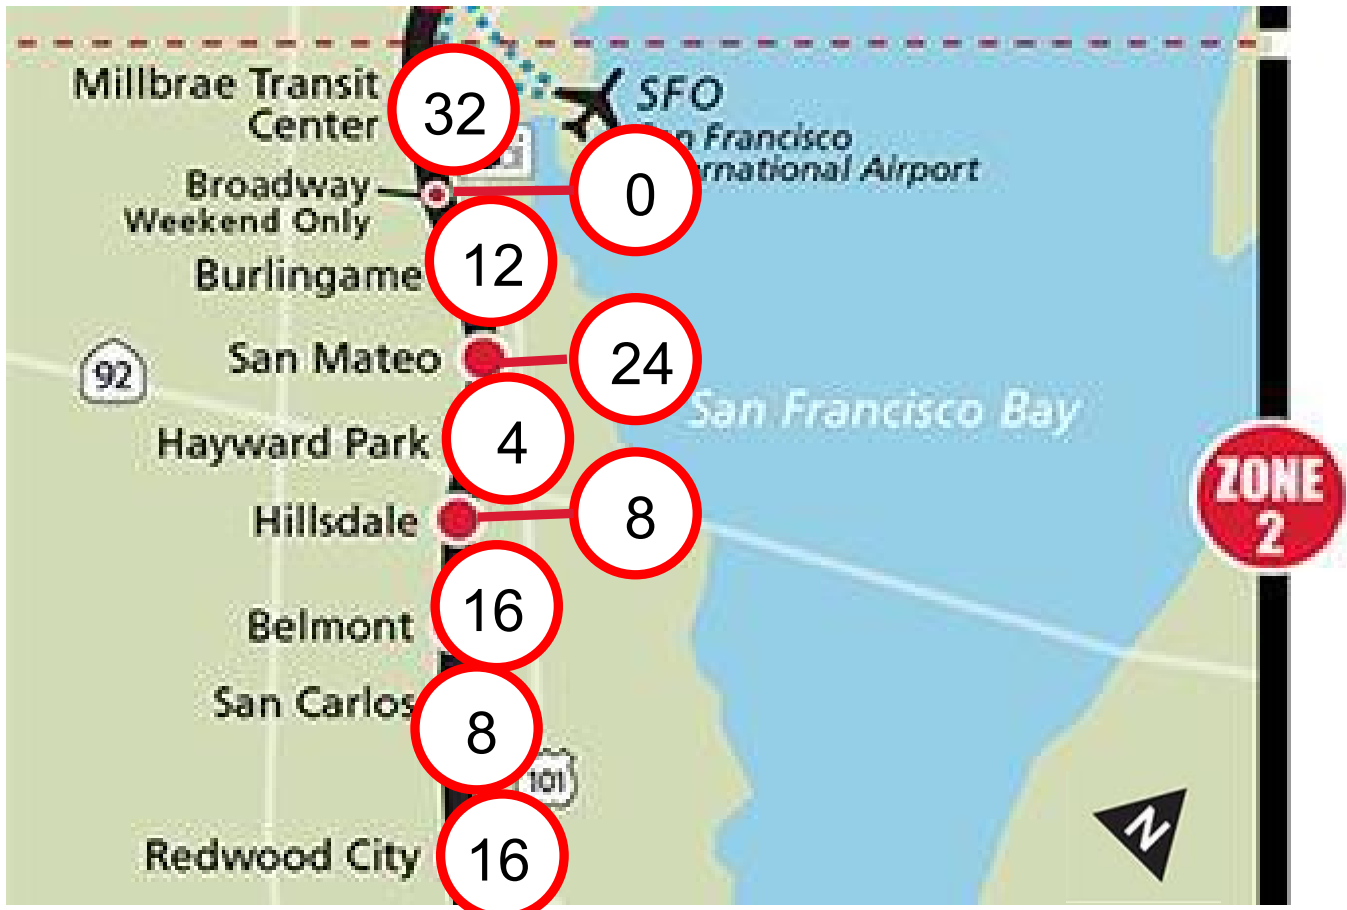 Millbrae Transit
Center
32
SFO
San Francisco
International Airport
Broadway
Weekend Only
0
Burlingame
12
San Mateo
24
92
San Francisco Bay
Hayward Park
4
ZONE
2
Hillsdale
8
Belmont
16
San Carlos
8
101
Redwood City
16
N